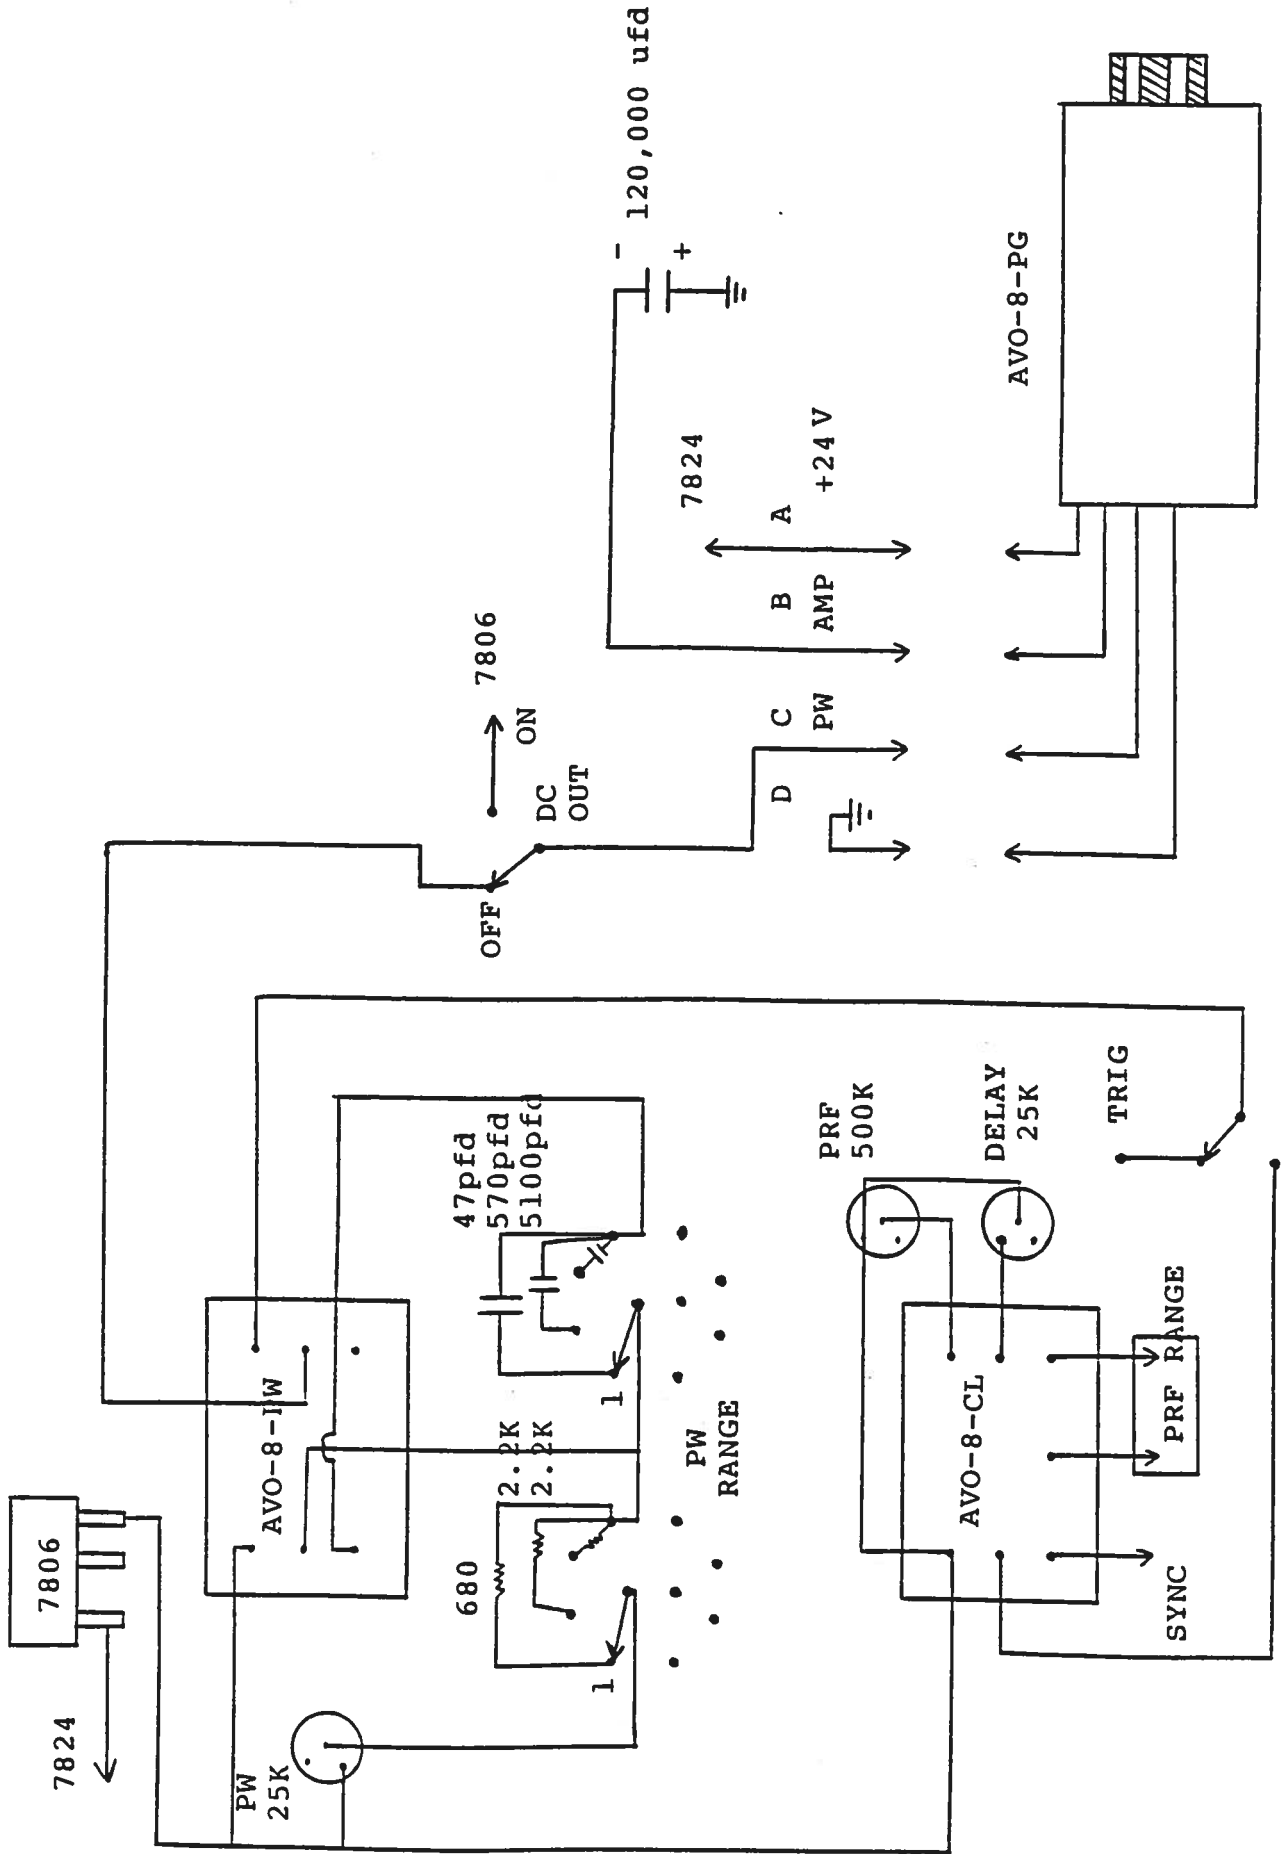 7824
7806
PW
25K
AVO-8-PW
680
2.2K
2.2K
47pfd
570pfd
5100pfd
1
1
PW
RANGE
AVO-8-CL
SYNC
PRF RANGE
PRF
500K
DELAY
25K
TRIG
OFF
DC
OUT
ON
7806
D
C
PW
B
AMP
A
+24V
7824
-
+
120,000 ufd
AVO-8-PG